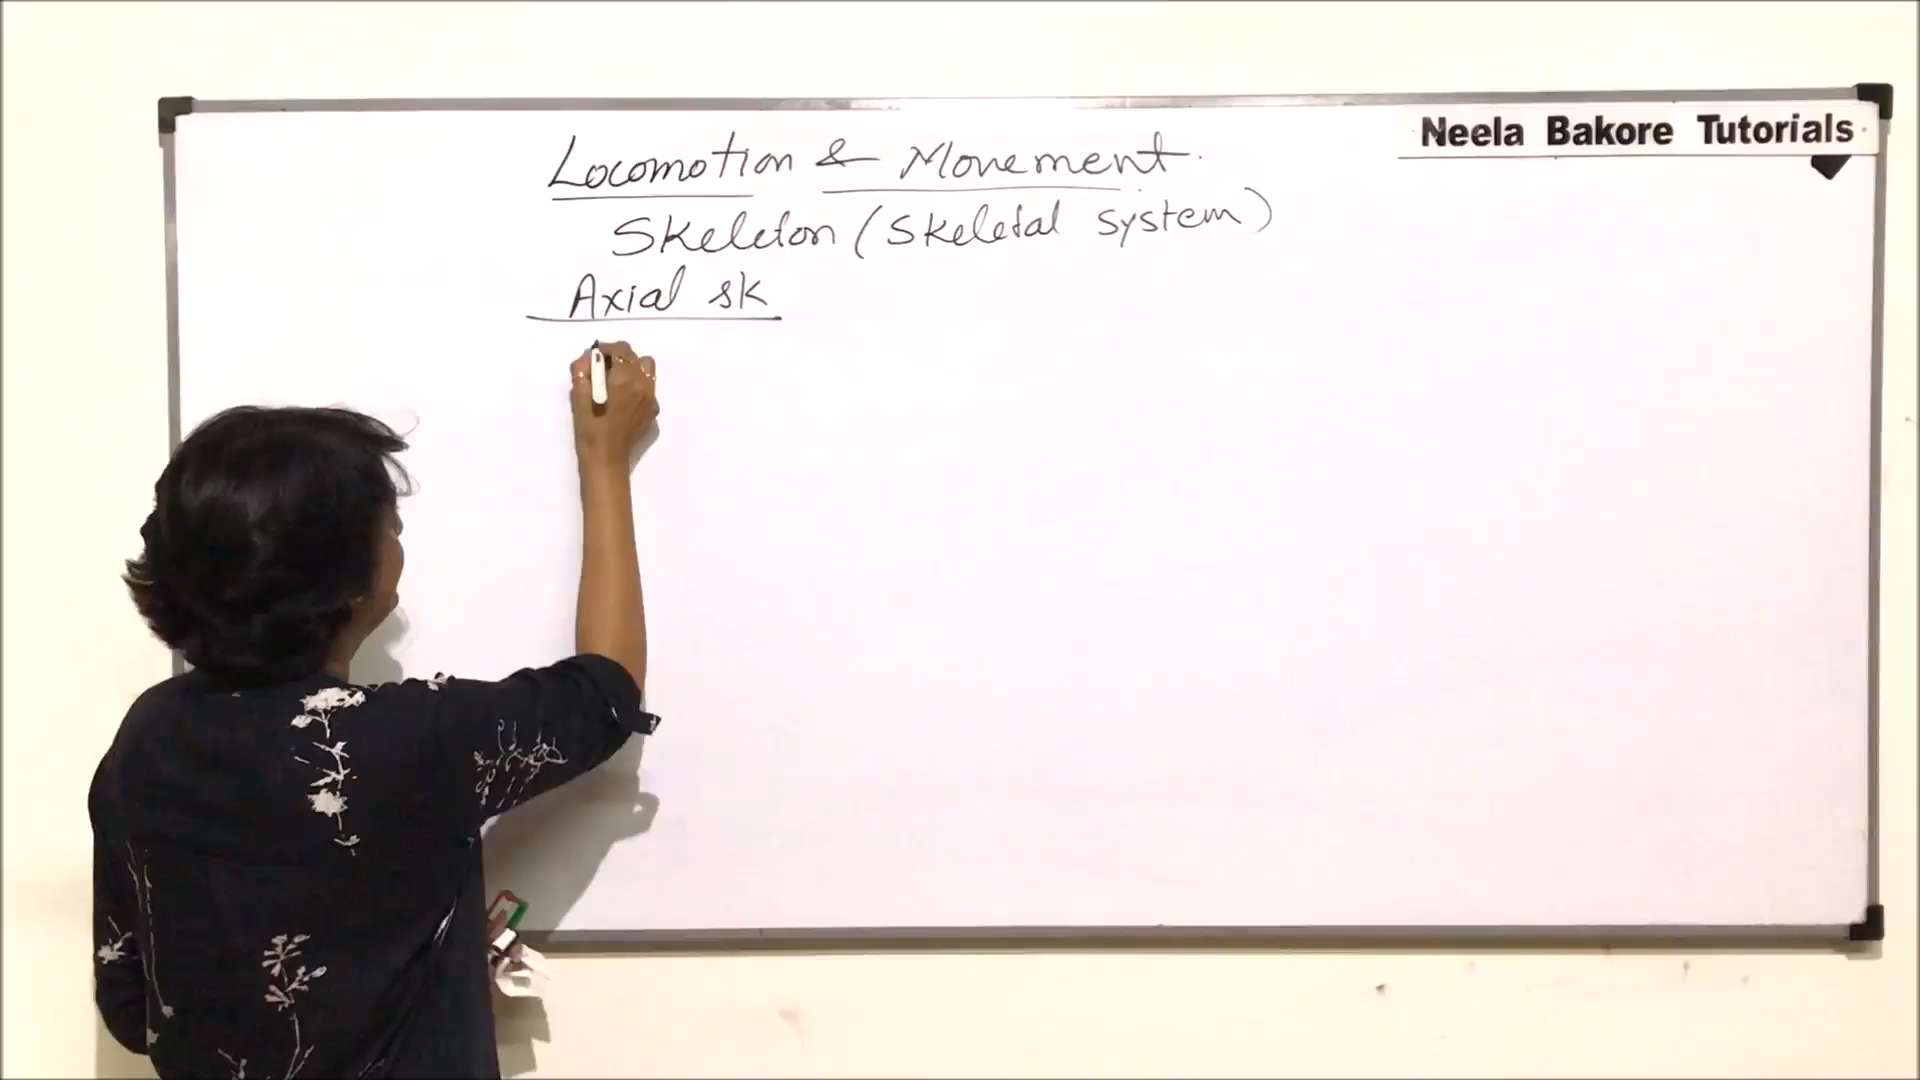 Neela Bakore Tutorials
Locomotion & Movement.
Skeleton (Skeletal system)
Axial sk